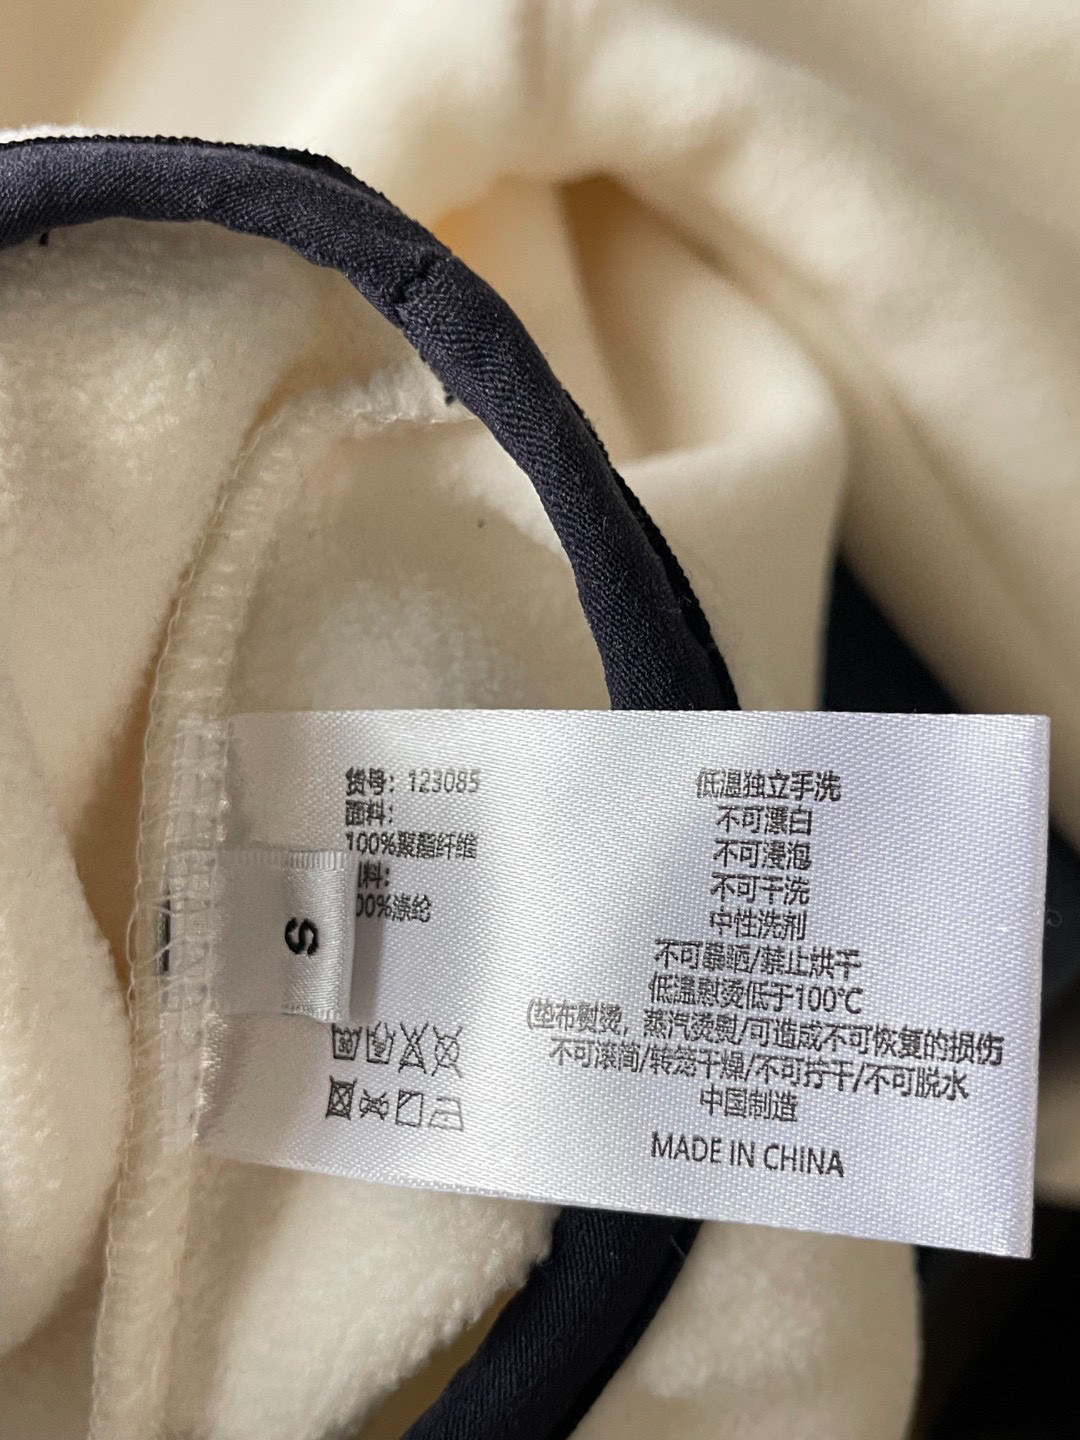 货号：123085
面料：
100%聚酯纤维
料：
00%涤纶
S
30
低温独立手洗
不可漂白
不可浸泡
不可干洗
中性洗剂
不可暴晒/禁止烘干
低温熨烫低于100℃
(垫布熨烫，蒸汽烫熨/可造成不可恢复的损伤
不可滚筒/转笼干燥/不可拧干/不可脱水
中国制造
MADE IN CHINA